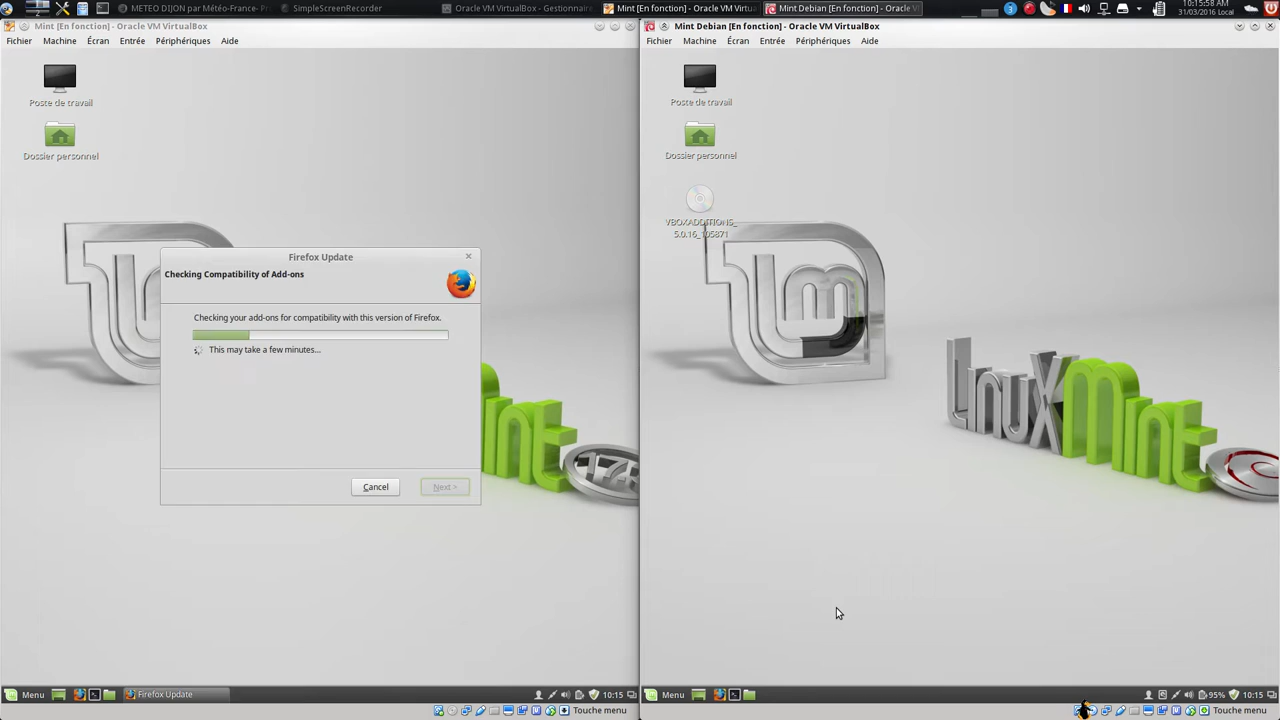 METEO DIJON par Météo-France- Pr
SimpleScreenRecorder
Oracle VM VirtualBox - Gestionnaire
Mint [En fonction] - Oracle VM Virtual
Mint Debian [En fonction] - Oracle V
3
10:15:58 AM
31/03/2016 Local
Mint [En fonction] - Oracle VM VirtualBox
Fichier Machine Écran Entrée Périphériques Aide
Poste de travail
Dossier personnel
Firefox Update
Checking Compatibility of Add-ons
Checking your add-ons for compatibility with this version of Firefox.
This may take a few minutes...
Cancel
Next >
Menu
Firefox Update
10:15
Touche menu
Mint Debian [En fonction] - Oracle VM VirtualBox
Fichier Machine Écran Entrée Périphériques Aide
Poste de travail
Dossier personnel
VBOXADDITIONS_
5.0.16_105871
LinuxMint
Menu
95%
10:15
Touche menu